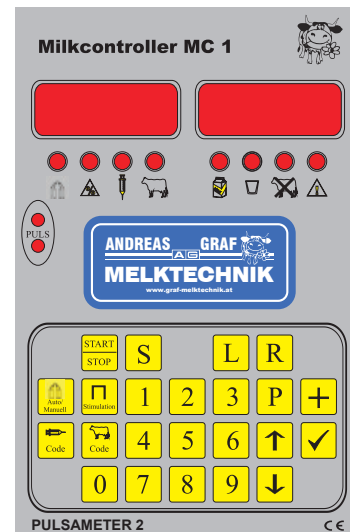 Milkcontroller MC 1
PULS
ANDREAS AG GRAF
MELKTECHNIK
www.graf-melktechnik.at
START
STOP
S
L
R
Auto/
Manuell
Stimulation
1
2
3
P
+
Code
Code
4
5
6
↑
✓
0
7
8
9
↓
PULSAMETER 2
CE